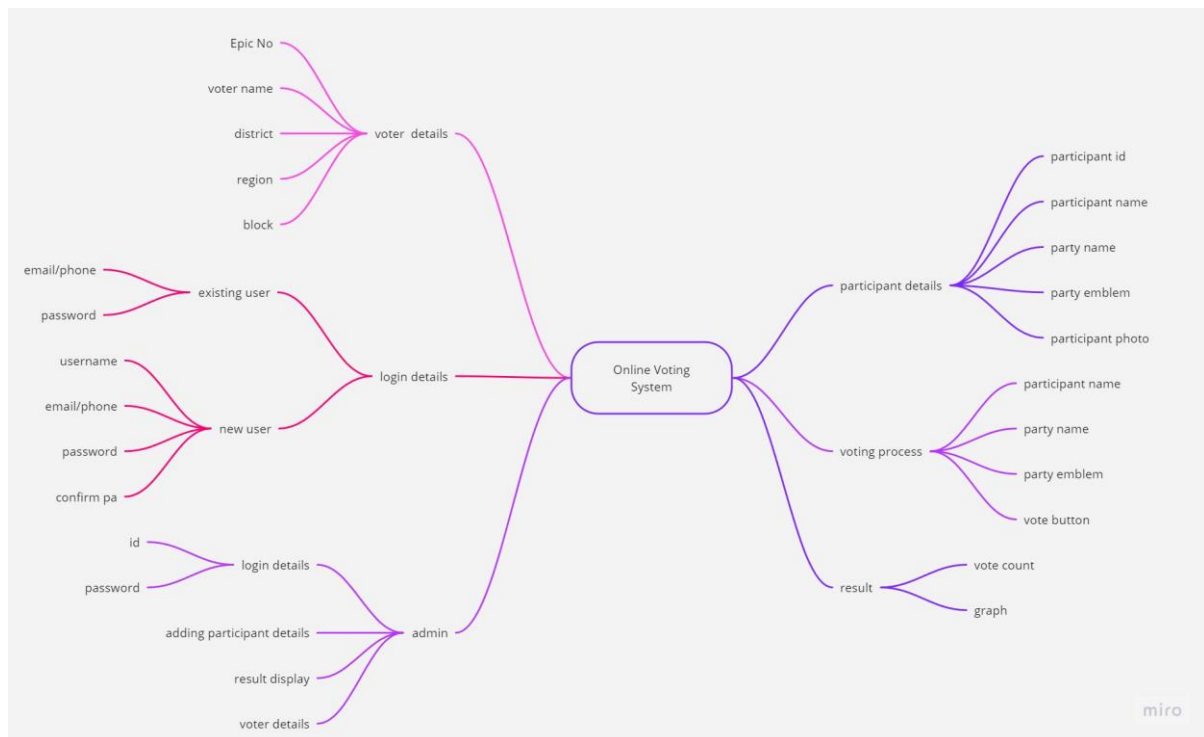 Epic No
voter name
district
region
block
voter details
email/phone
password
existing user
username
email/phone
password
confirm pa
new user
login details
id
password
login details
adding participant details
result display
voter details
admin
Online Voting
System
participant details
participant id
participant name
party name
party emblem
participant photo
voting process
participant name
party name
party emblem
vote button
result
vote count
graph
miro